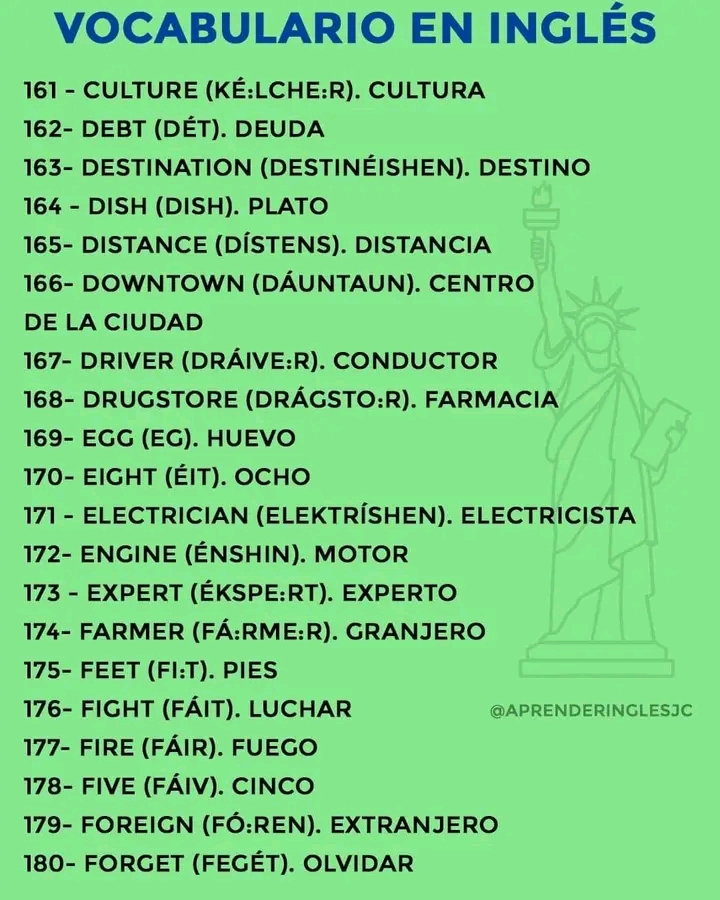 VOCABULARIO EN INGLÉS
161 - CULTURE (KÉ:LCHE:R). CULTURA
162- DEBT (DÉT). DEUDA
163- DESTINATION (DESTINÉISHEN). DESTINO
164 - DISH (DISH). PLATO
165- DISTANCE (DÍSTENS). DISTANCIA
166- DOWNTOWN (DÁUNTAUN). CENTRO
DE LA CIUDAD
167- DRIVER (DRÁIVE:R). CONDUCTOR
168- DRUGSTORE (DRÁGSTO:R). FARMACIA
169- EGG (EG). HUEVO
170- EIGHT (ÉIT). OCHO
171 - ELECTRICIAN (ELEKTRÍSHEN). ELECTRICISTA
172- ENGINE (ÉNSHIN). MOTOR
173 - EXPERT (ÉKSPE:RT). EXPERTO
174- FARMER (FÁ:RME:R). GRANJERO
175- FEET (FI:T). PIES
176- FIGHT (FÁIT). LUCHAR
@APRENDERINGLESJC
177- FIRE (FÁIR). FUEGO
178- FIVE (FÁIV). CINCO
179- FOREIGN (FÓ:REN). EXTRANJERO
180- FORGET (FEGÉT). OLVIDAR